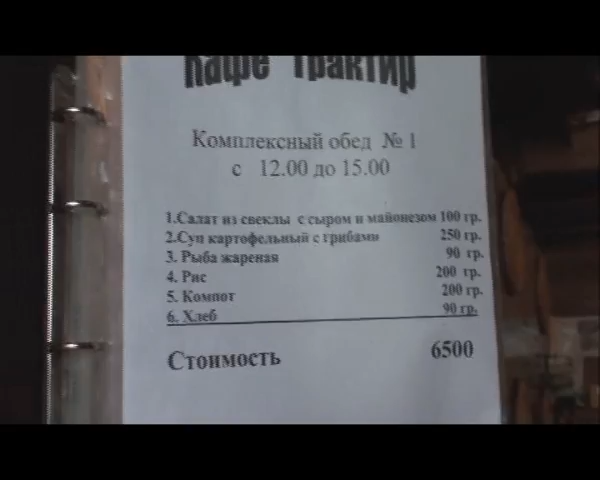 Кафе Трактир
Комплексный обед № 1
с 12.00 до 15.00
1.Салат из свеклы с сыром и майонезом 100 гр.
2.Суп картофельный с грибами 250 гр.
3. Рыба жареная 90 гр.
4. Рис 200 гр.
5. Компот 200 гр.
6. Хлеб 90 гр.
Стоимость 6500